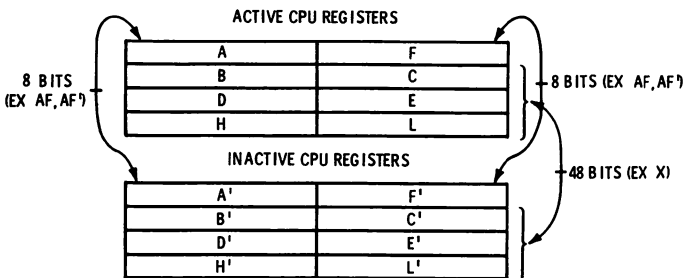 ACTIVE CPU REGISTERS
A F
B C
D E
H L
8 BITS
(EX AF, AF')
8 BITS (EX AF, AF')
INACTIVE CPU REGISTERS
48 BITS (EX X)
A' F'
B' C'
D' E'
H' L'